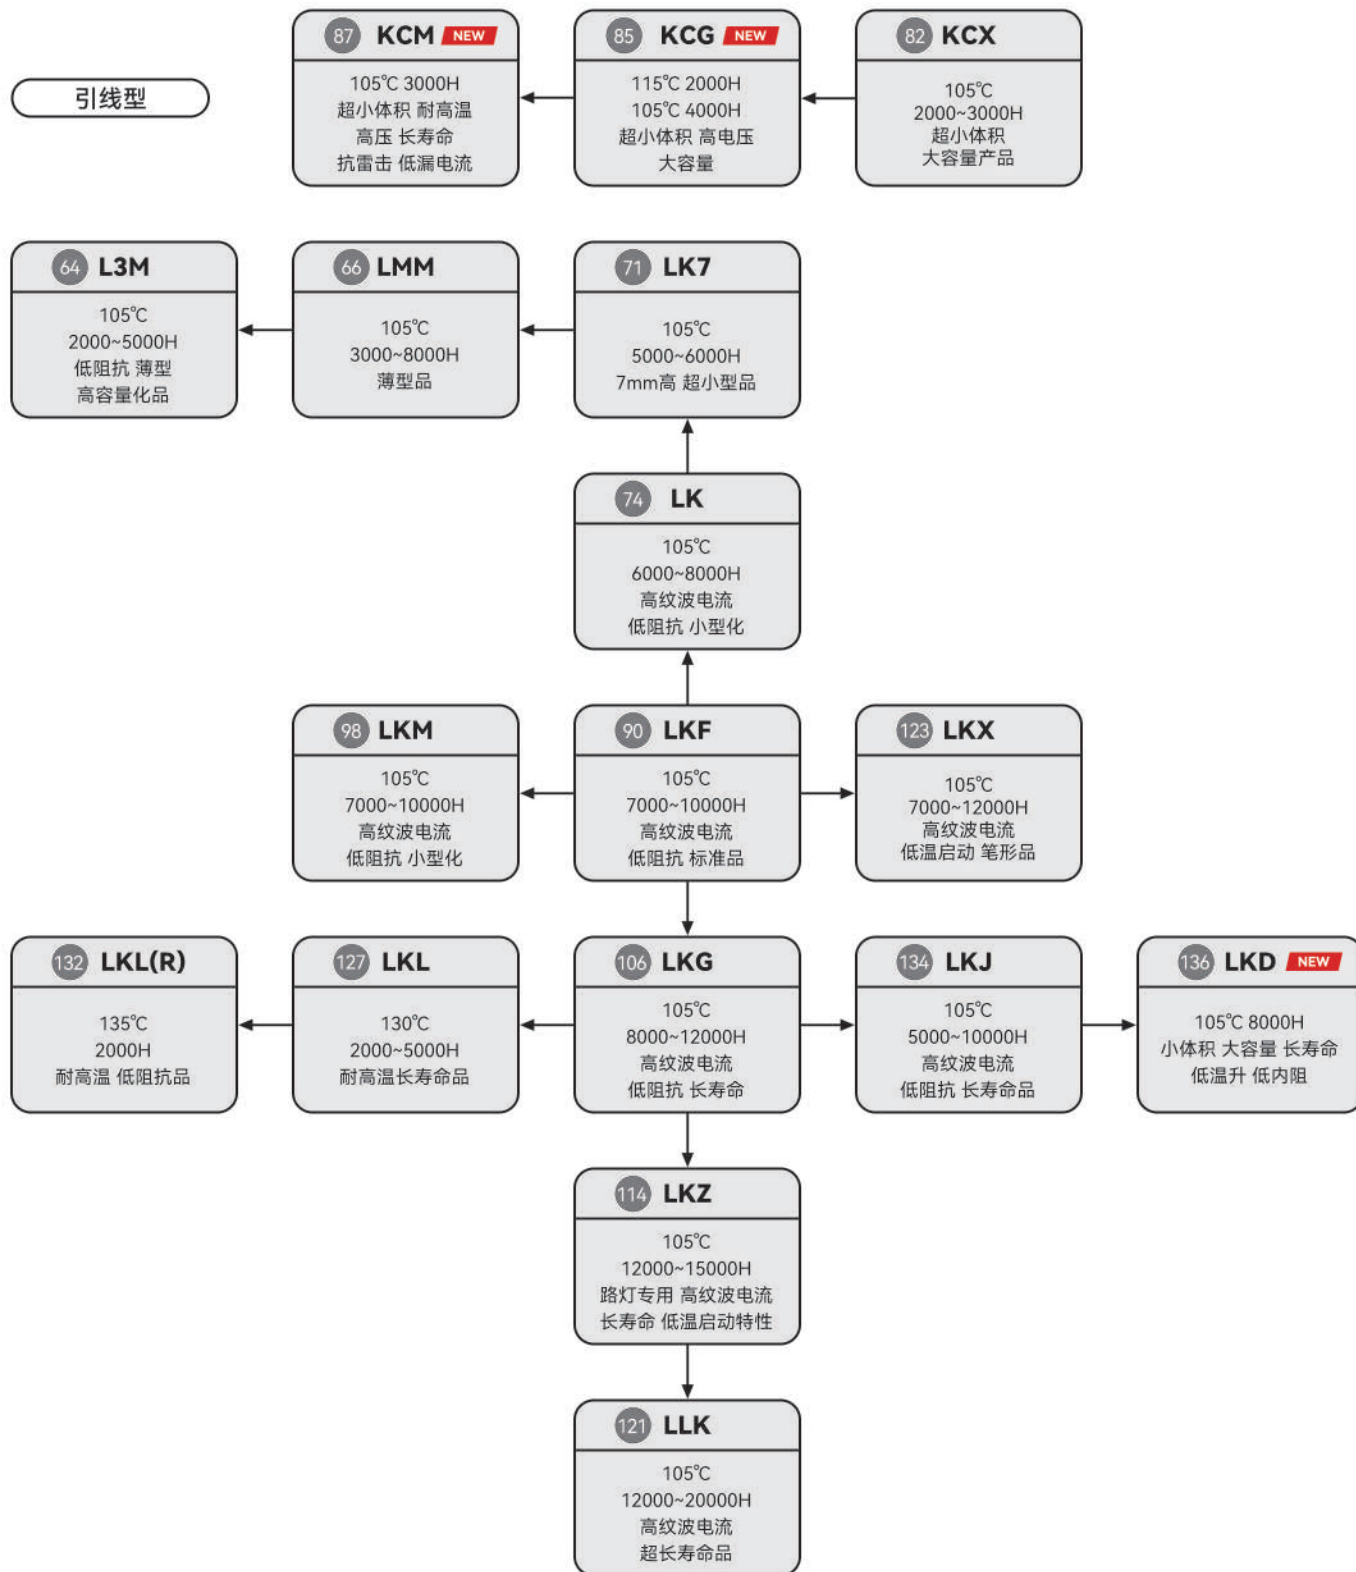 引线型
87 KCM NEW
105℃ 3000H
超小体积 耐高温
高压 长寿命
抗雷击 低漏电流
85 KCG NEW
115℃ 2000H
105℃ 4000H
超小体积 高电压
大容量
82 KCX
105℃
2000~3000H
超小体积
大容量产品
64 L3M
105℃
2000~5000H
低阻抗 薄型
高容量化品
66 LMM
105℃
3000~8000H
薄型品
71 LK7
105℃
5000~6000H
7mm高 超小型品
74 LK
105℃
6000~8000H
高纹波电流
低阻抗 小型化
98 LKM
105℃
7000~10000H
高纹波电流
低阻抗 小型化
90 LKF
105℃
7000~10000H
高纹波电流
低阻抗 标准品
123 LKX
105℃
7000~12000H
高纹波电流
低温启动 笔形品
132 LKL(R)
135℃
2000H
耐高温 低阻抗品
127 LKL
130℃
2000~5000H
耐高温长寿命品
106 LKG
105℃
8000~12000H
高纹波电流
低阻抗 长寿命
134 LKJ
105℃
5000~10000H
高纹波电流
低阻抗 长寿命品
136 LKD NEW
105℃ 8000H
小体积 大容量 长寿命
低温升 低内阻
114 LKZ
105℃
12000~15000H
路灯专用 高纹波电流
长寿命 低温启动特性
121 LLK
105℃
12000~20000H
高纹波电流
超长寿命品